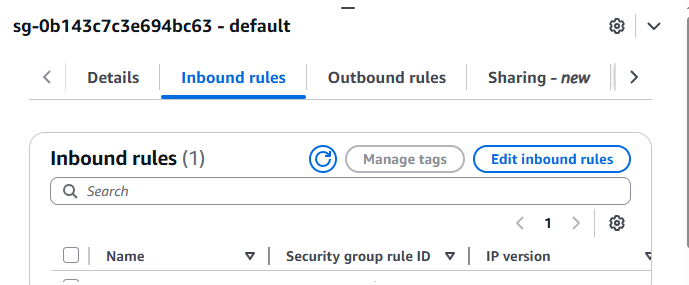 sg-0b143c7c3e694bc63 - default
Details Inbound rules Outbound rules Sharing - new
Inbound rules (1) Manage tags Edit inbound rules
Search
1
Name Security group rule ID IP version